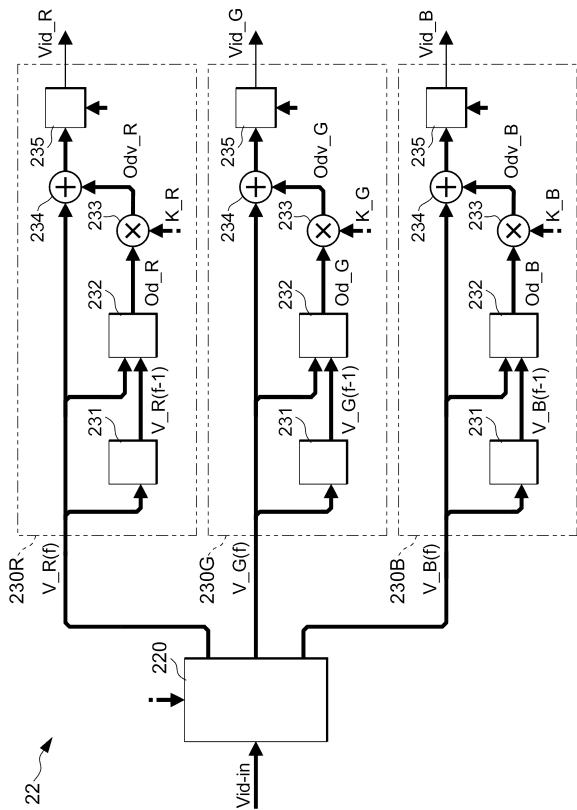 22
Vid-in
220
230R
V_R(f)
231
V_R(f-1)
232
Od_R
233
K_R
Odv_R
234
235
Vid_R
230G
V_G(f)
231
V_G(f-1)
232
Od_G
233
K_G
Odv_G
234
235
Vid_G
230B
V_B(f)
231
V_B(f-1)
232
Od_B
233
K_B
Odv_B
234
235
Vid_B